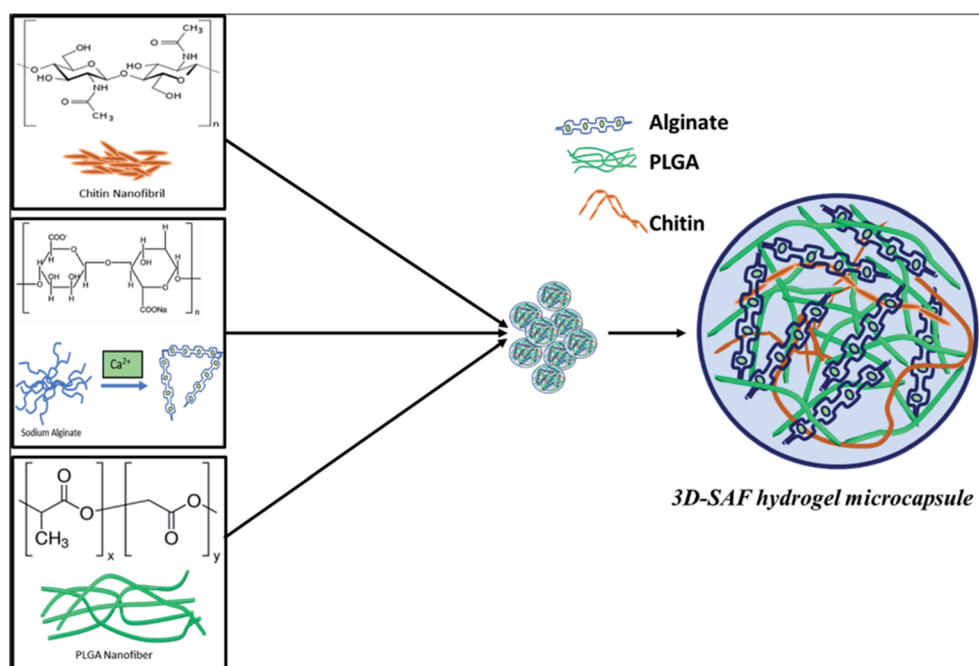 CH₃
O
NH
OH
HO
O
O
O
HO
O
OH
NH
OH
O
CH₃
n
Chitin Nanofibril
COO⁻
H
H
O
H
H
O
OH
H
OH
H
O
OH
H
H
H
O
COONa
n
Ca²⁺
Sodium Alginate
O
O
CH₃
x
O
O
y
PLGA Nanofiber
Alginate
PLGA
Chitin
3D-SAF hydrogel microcapsule